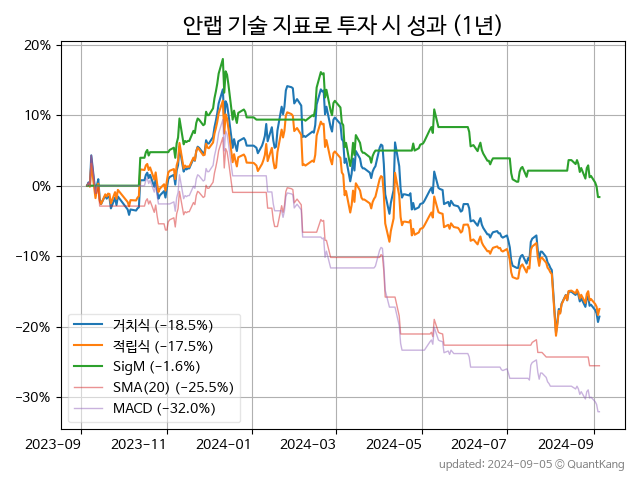 안랩 기술 지표로 투자 시 성과 (1년)
20%
10%
0%
−10%
−20%
−30%
거치식 (−18.5%)
적립식 (−17.5%)
SigM (−1.6%)
SMA(20) (−25.5%)
MACD (−32.0%)
2023-09
2023-11
2024-01
2024-03
2024-05
2024-07
2024-09
updated: 2024-09-05 © QuantKang